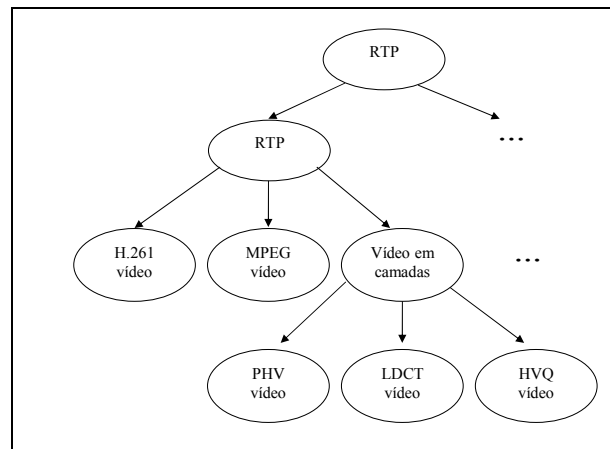 RTP
...
RTP
H.261
vídeo
MPEG
vídeo
Vídeo em
camadas
...
PHV
vídeo
LDCT
vídeo
HVQ
vídeo